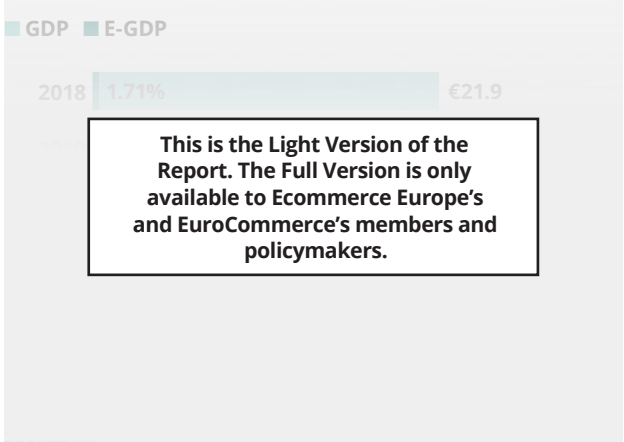 GDP E-GDP
2018 1.71% €21.9
This is the Light Version of the
Report. The Full Version is only
available to Ecommerce Europe’s
and EuroCommerce’s members and
policymakers.